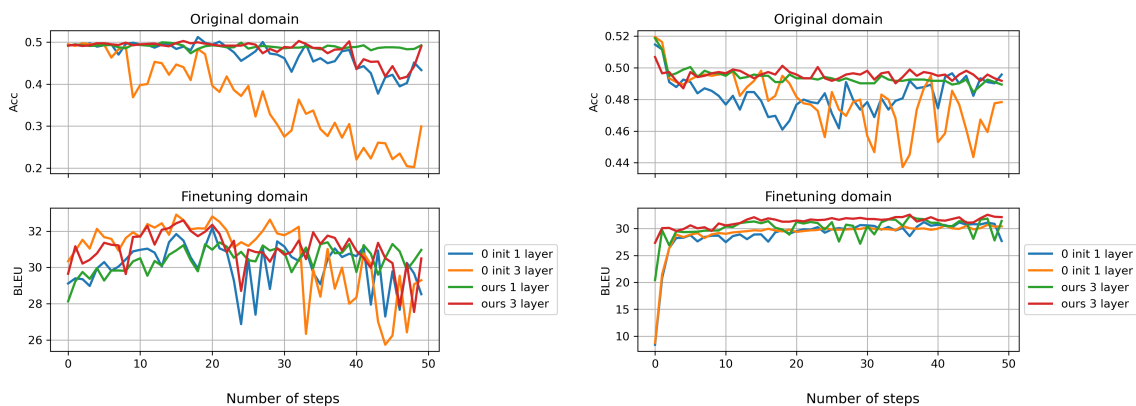 Original domain
0.5
0.4
0.3
0.2
Acc
Finetuning domain
32
30
28
26
BLEU
0 10 20 30 40 50
Number of steps
0 init 1 layer
0 init 3 layer
ours 1 layer
ours 3 layer
Original domain
0.52
0.50
0.48
0.46
0.44
Acc
Finetuning domain
30
25
20
15
10
BLEU
0 10 20 30 40 50
Number of steps
0 init 1 layer
0 init 1 layer
ours 3 layer
ours 3 layer